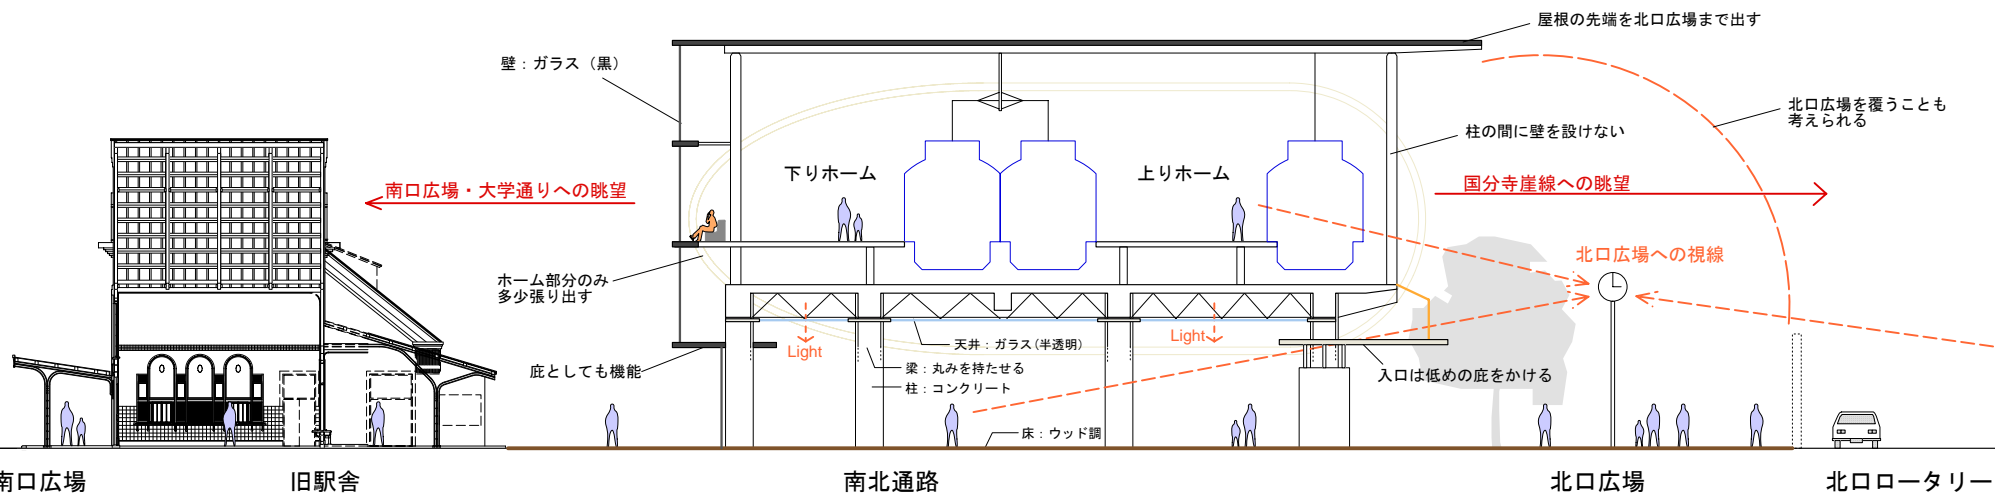 屋根の先端を北口広場まで出す
壁：ガラス（黒）
北口広場を覆うことも
考えられる
柱の間に壁を設けない
下りホーム
上りホーム
南口広場・大学通りへの眺望
国分寺崖線への眺望
北口広場への視線
ホーム部分のみ
多少張り出す
Light
Light
天井：ガラス(半透明)
庇としても機能
梁：丸みを持たせる
柱：コンクリート
入口は低めの庇をかける
床：ウッド調
南口広場
旧駅舎
南北通路
北口広場
北口ロータリー